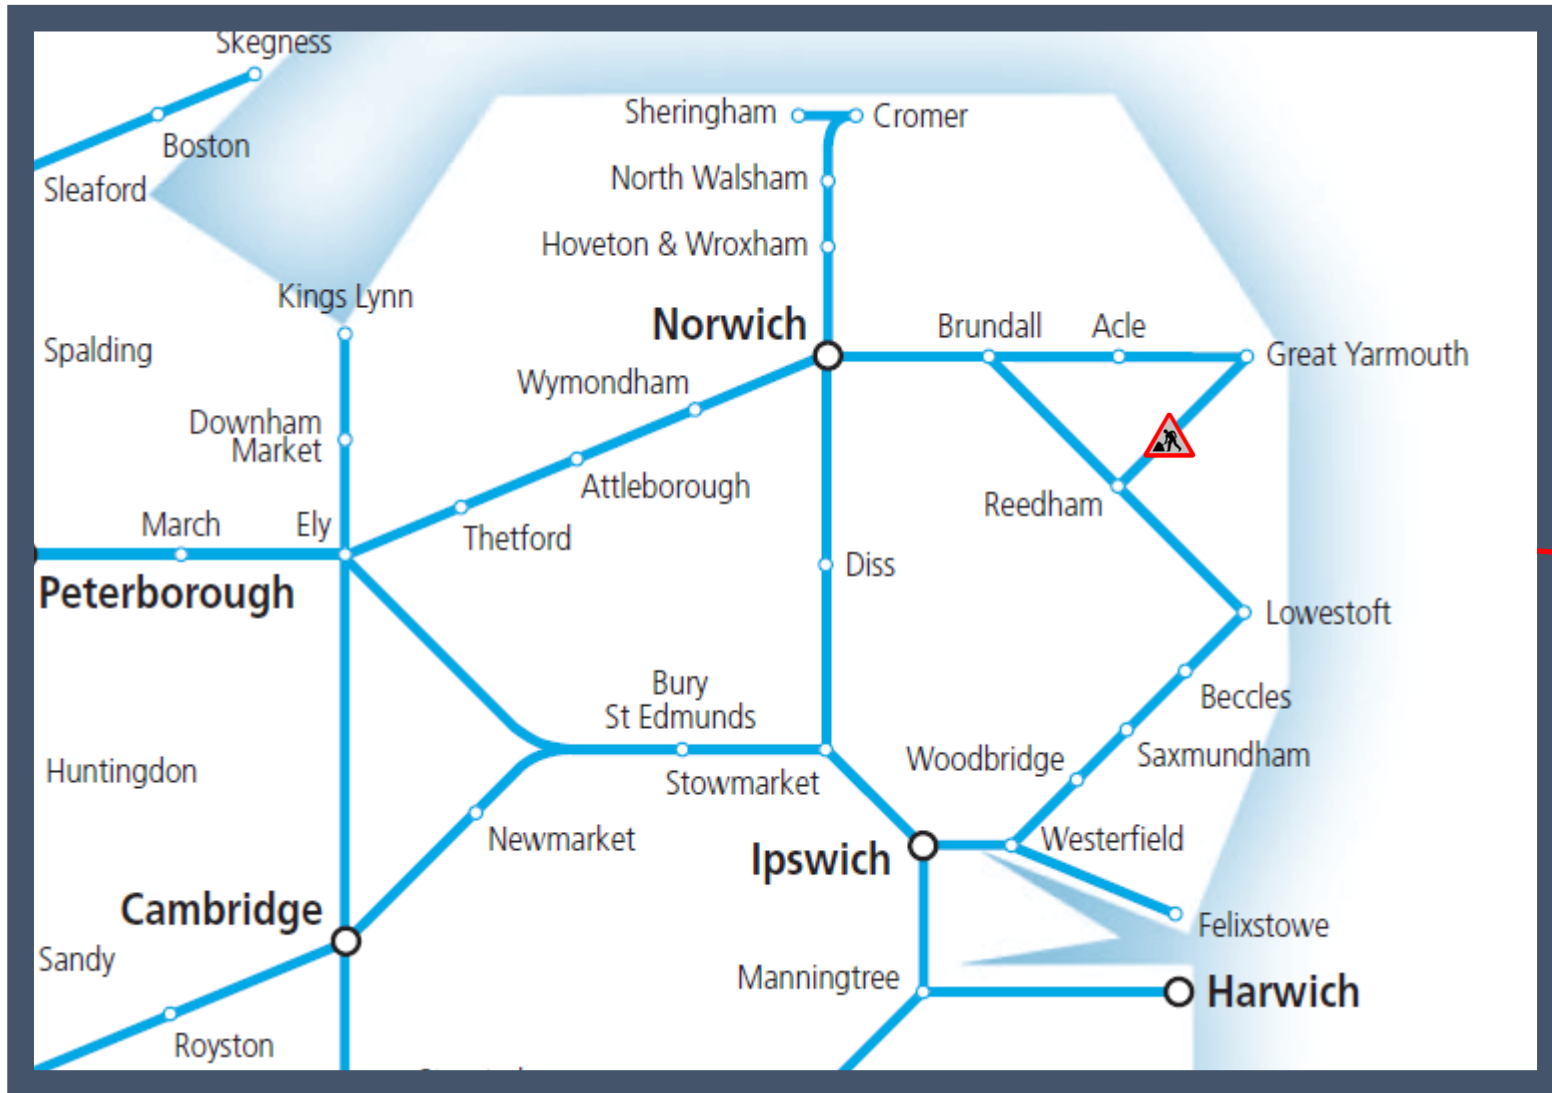 Skegness
Sheringham
Cromer
Boston
North Walsham
Sleaford
Hoveton & Wroxham
Kings Lynn
Norwich
Brundall
Acle
Great Yarmouth
Spalding
Wymondham
Downham
Market
Attleborough
Reedham
March
Ely
Thetford
Diss
Peterborough
Lowestoft
Bury
St Edmunds
Beccles
Huntingdon
Woodbridge
Saxmundham
Stowmarket
Newmarket
Ipswich
Westerfield
Cambridge
Felixstowe
Sandy
Manningtree
Harwich
Royston